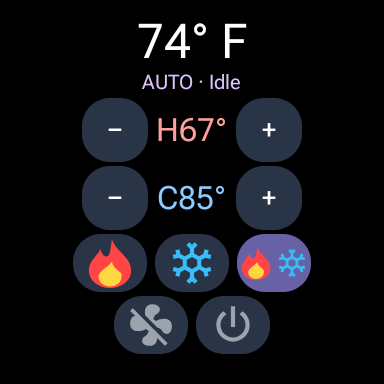 74° F
AUTO · Idle
− H67° +
− C85° +